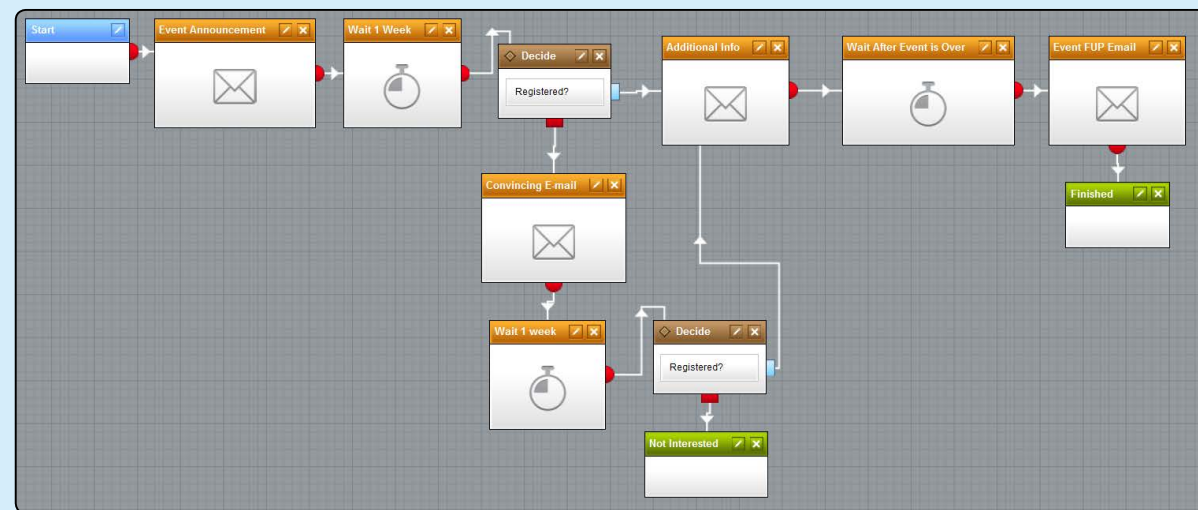 Start
Event Announcement
Wait 1 Week
Decide
Registered?
Additional Info
Wait After Event is Over
Event FUP Email
Convincing E-mail
Finished
Wait 1 week
Decide
Registered?
Not Interested